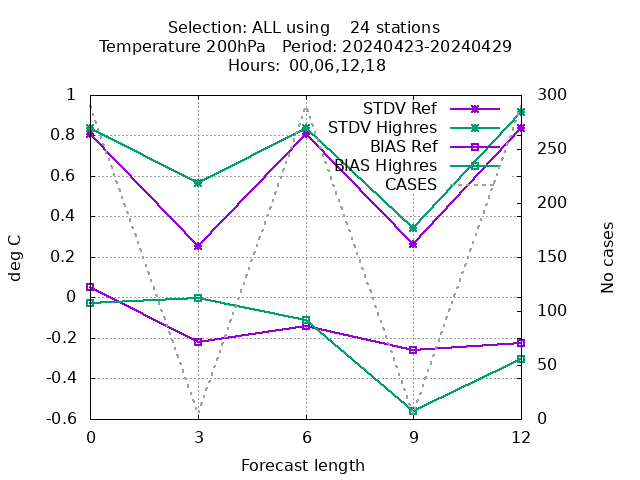 Selection: ALL using    24 stations
Temperature 200hPa   Period: 20240423-20240429
Hours: 00,06,12,18
1
0.8
0.6
0.4
0.2
0
-0.2
-0.4
-0.6
deg C
300
250
200
150
100
50
0
No cases
STDV Ref
STDV Highres
BIAS Ref
BIAS Highres
CASES
0 3 6 9 12
Forecast length